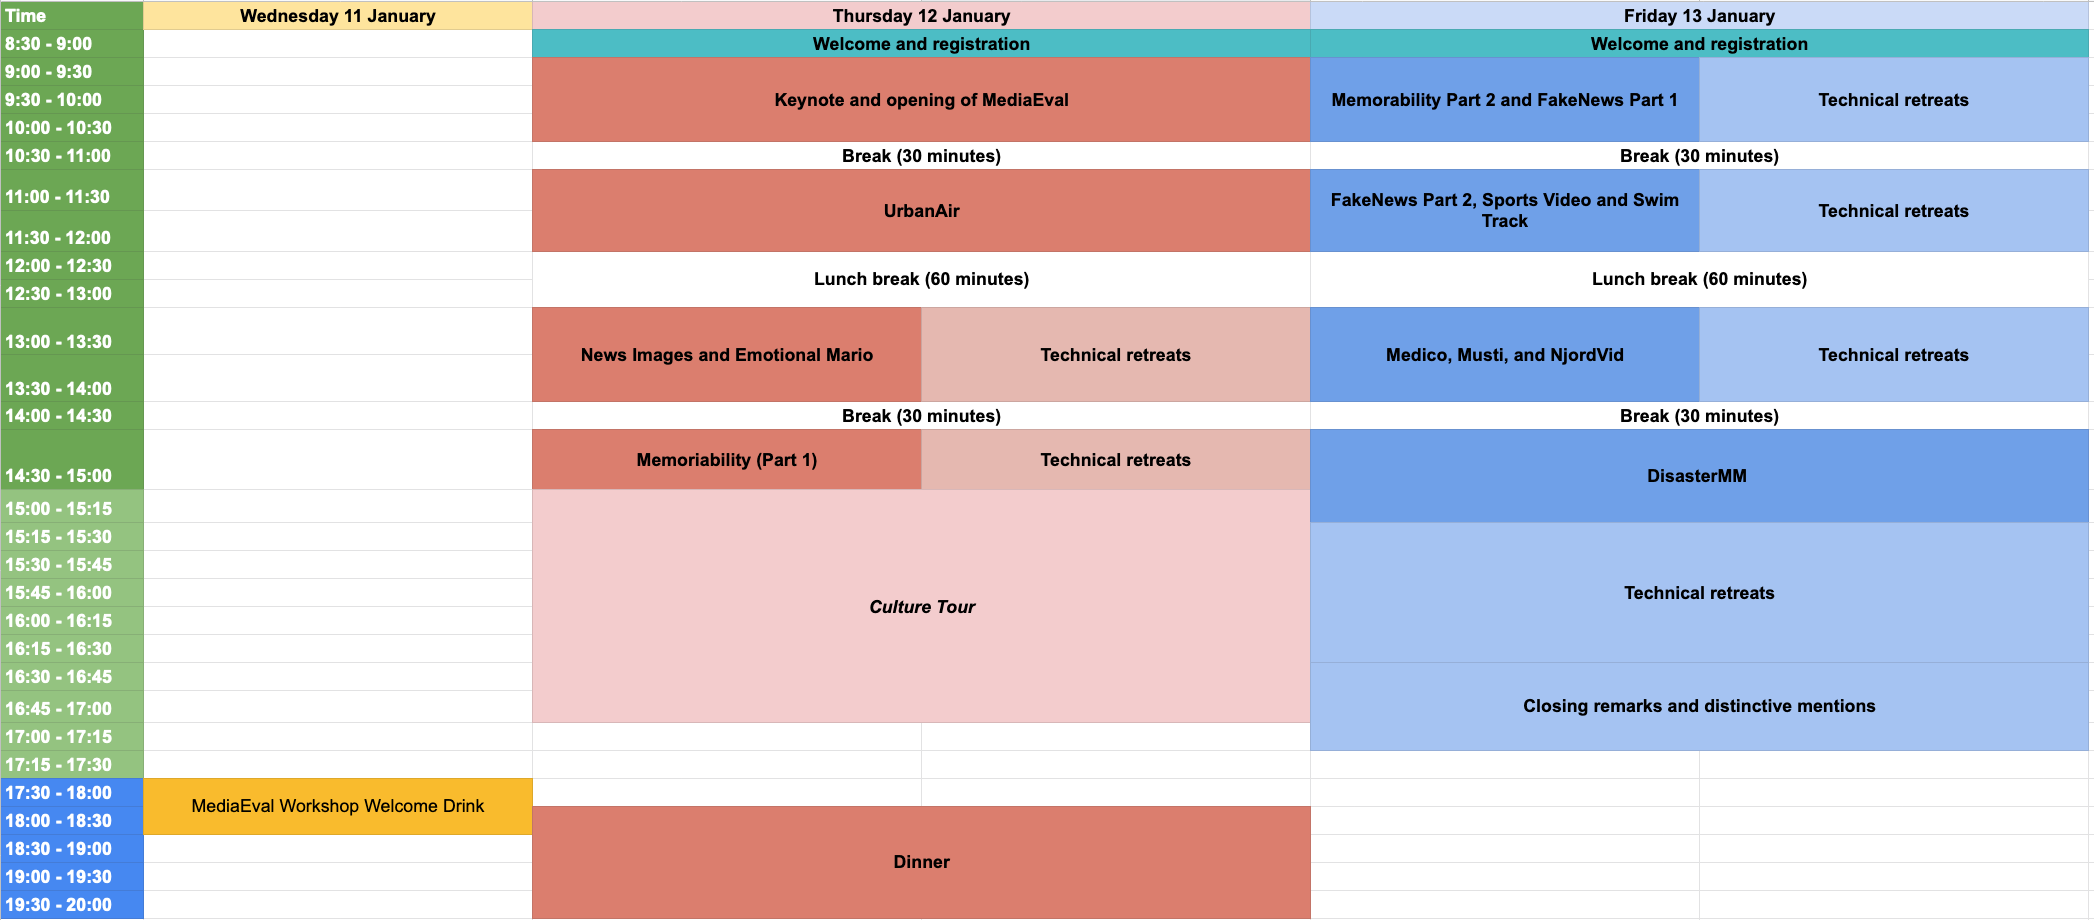 Time Wednesday 11 January Thursday 12 January Friday 13 January
8:30 - 9:00 Welcome and registration Welcome and registration
9:00 - 9:30
9:30 - 10:00 Keynote and opening of MediaEval Memorability Part 2 and FakeNews Part 1 Technical retreats
10:00 - 10:30
10:30 - 11:00 Break (30 minutes) Break (30 minutes)
11:00 - 11:30 FakeNews Part 2, Sports Video and Swim
UrbanAir Track Technical retreats
11:30 - 12:00
12:00 - 12:30
Lunch break (60 minutes) Lunch break (60 minutes)
12:30 - 13:00
13:00 - 13:30
News Images and Emotional Mario Technical retreats Medico, Musti, and NjordVid Technical retreats
13:30 - 14:00
14:00 - 14:30 Break (30 minutes) Break (30 minutes)
Memoriability (Part 1) Technical retreats
14:30 - 15:00 DisasterMM
15:00 - 15:15
15:15 - 15:30
15:30 - 15:45
15:45 - 16:00 Technical retreats
Culture Tour
16:00 - 16:15
16:15 - 16:30
16:30 - 16:45
16:45 - 17:00 Closing remarks and distinctive mentions
17:00 - 17:15
17:15 - 17:30
17:30 - 18:00
MediaEval Workshop Welcome Drink
18:00 - 18:30
18:30 - 19:00
Dinner
19:00 - 19:30
19:30 - 20:00